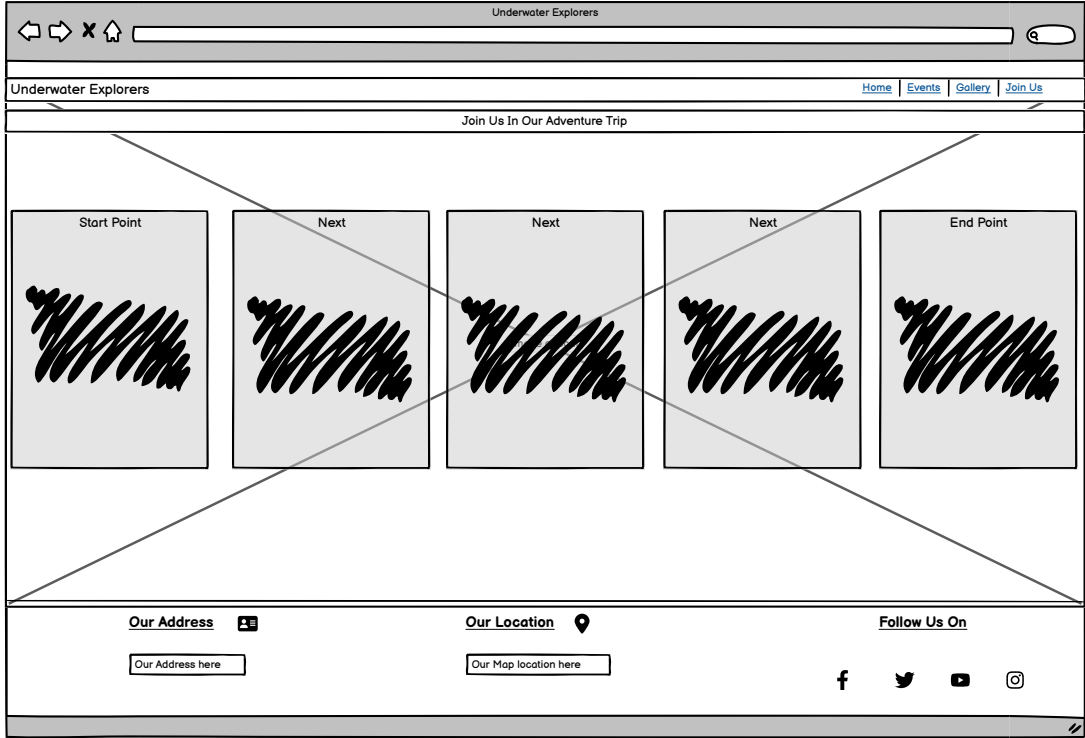 Underwater Explorers
Underwater Explorers
Home Events Gallery Join Us
Join Us In Our Adventure Trip
Start Point
Next
Next
Next
End Point
Our Address
Our Address here
Our Location
Our Map location here
Follow Us On